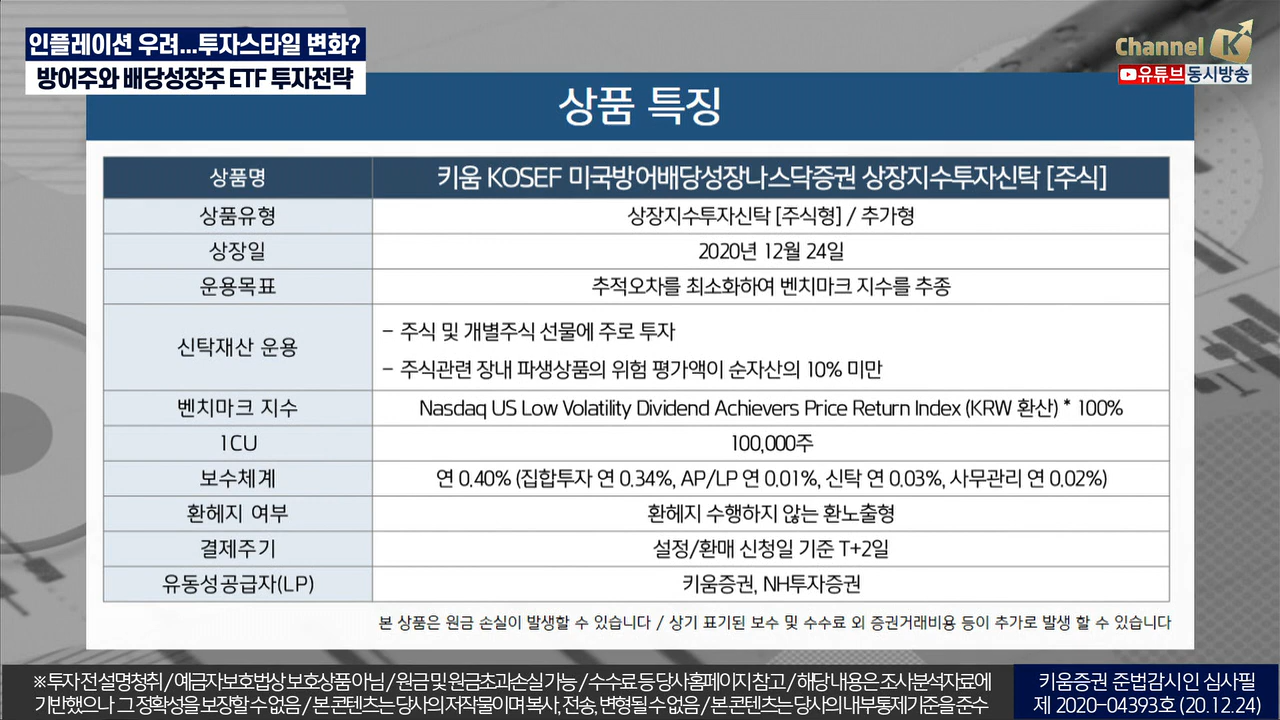 인플레이션 우려...투자스타일 변화?
방어주와 배당성장주 ETF 투자전략
Channel K
유튜브동시방송
상품 특징
상품명 키움 KOSEF 미국방어배당성장나스닥증권 상장지수투자신탁 [주식]
상품유형 상장지수투자신탁 [주식형] / 추가형
상장일 2020년 12월 24일
운용목표 추적오차를 최소화하여 벤치마크 지수를 추종
신탁재산 운용
- 주식 및 개별주식 선물에 주로 투자
- 주식관련 장내 파생상품의 위험 평가액이 순자산의 10% 미만
벤치마크 지수 Nasdaq US Low Volatility Dividend Achievers Price Return Index (KRW 환산) * 100%
1CU 100,000주
보수체계 연 0.40% (집합투자 연 0.34%, AP/LP 연 0.01%, 신탁 연 0.03%, 사무관리 연 0.02%)
환헤지 여부 환헤지 수행하지 않는 환노출형
결제주기 설정/환매 신청일 기준 T+2일
유동성공급자(LP) 키움증권, NH투자증권
본 상품은 원금 손실이 발생할 수 있습니다 / 상기 표기된 보수 및 수수료 외 증권거래비용 등이 추가로 발생 할 수 있습니다
※ 투자 전 설명청취 / 예금자보호법상 보호상품 아님 / 원금 및 원금초과손실 가능 / 수수료 등 당사홈페이지 참고 / 해당 내용은 조사분석자료에
기반했으나 그 정확성을 보장할 수 없음 / 본 콘텐츠는 당사의 저작물이며 복사, 전송, 변형될 수 없음 / 본 콘텐츠는 당사의 내부통제기준을 준수
키움증권 준법감시인 심사필
제 2020-04393호 (20.12.24)